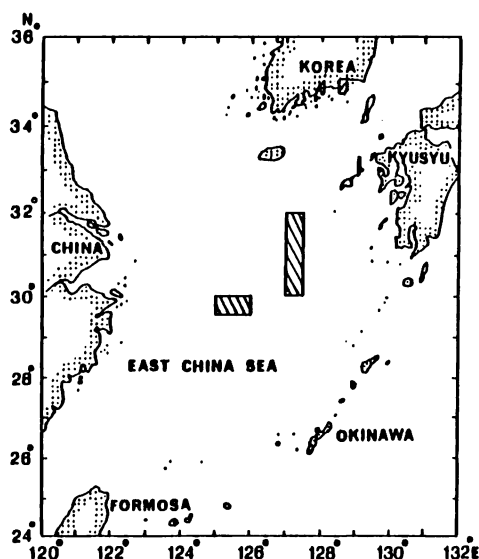 N.
36°
KOREA
34°
KYUSYU
32°
CHINA
30°
EAST CHINA SEA
28°
OKINAWA
26°
FORMOSA
24°
120° 122° 124° 126° 128° 130° 132°E